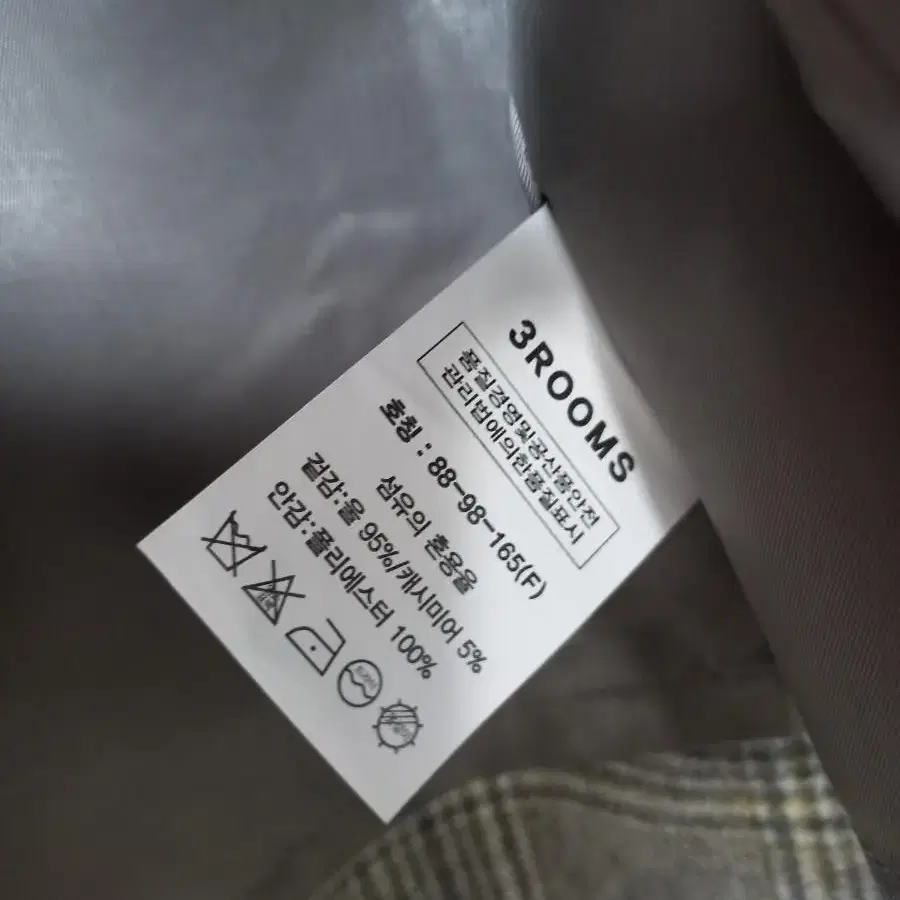 3ROOMS
품질경영및공산품안전
관리법에의한품질표시
호칭 : 88-98-165(F)
섬유의 혼용율
겉감:울 95%/캐시미어 5%
안감:폴리에스터 100%